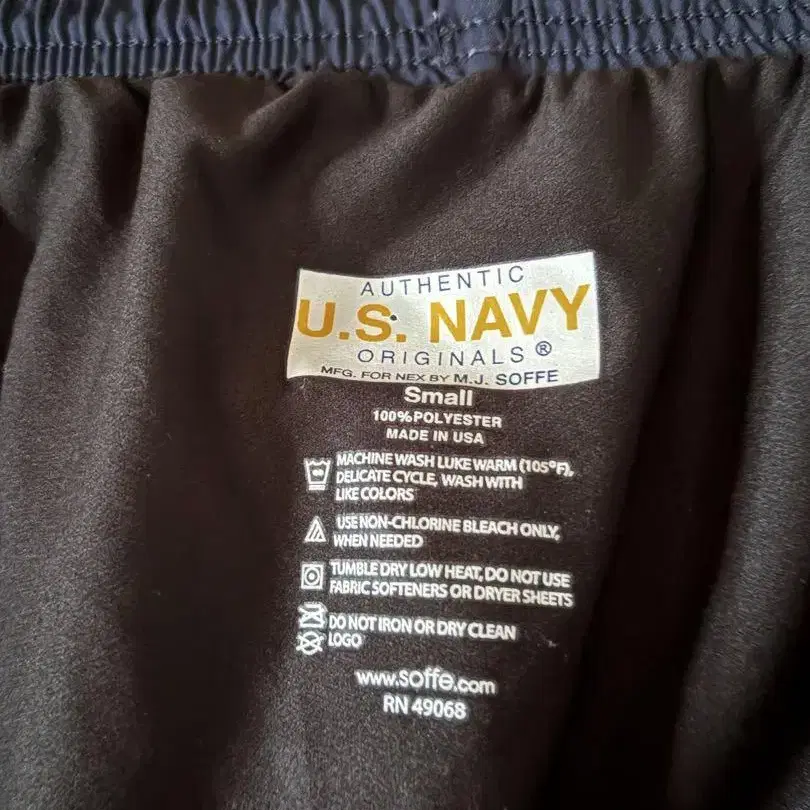 AUTHENTIC
U.S. NAVY
ORIGINALS®
MFG. FOR NEX BY M.J. SOFFE
Small
100% POLYESTER
MADE IN USA
MACHINE WASH LUKE WARM (105°F),
DELICATE CYCLE, WASH WITH
LIKE COLORS
USE NON-CHLORINE BLEACH ONLY,
WHEN NEEDED
TUMBLE DRY LOW HEAT, DO NOT USE
FABRIC SOFTENERS OR DRYER SHEETS
DO NOT IRON OR DRY CLEAN
LOGO
www.soffe.com
RN 49068